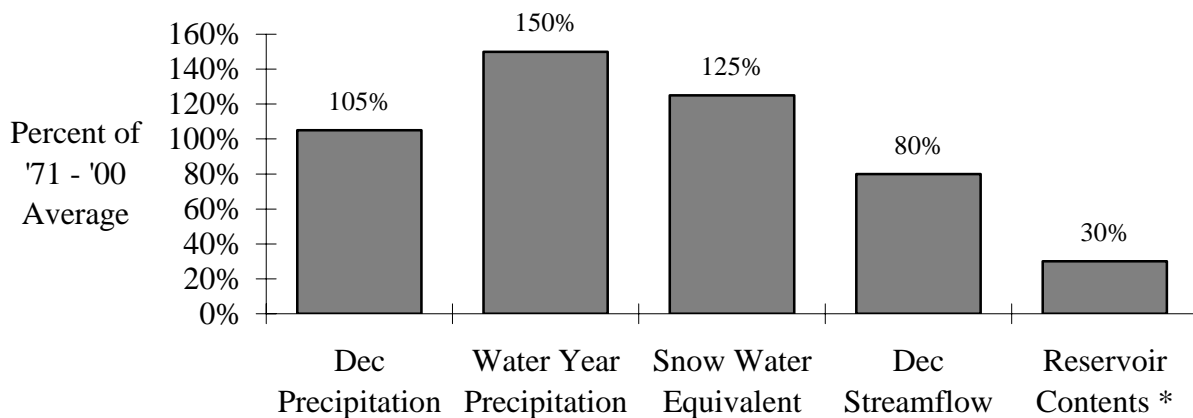 160%
140%
120%
100%
80%
60%
40%
20%
0%
Percent of
'71 - '00
Average
105%
150%
125%
80%
30%
Dec
Precipitation
Water Year
Precipitation
Snow Water
Equivalent
Dec
Streamflow
Reservoir
Contents *